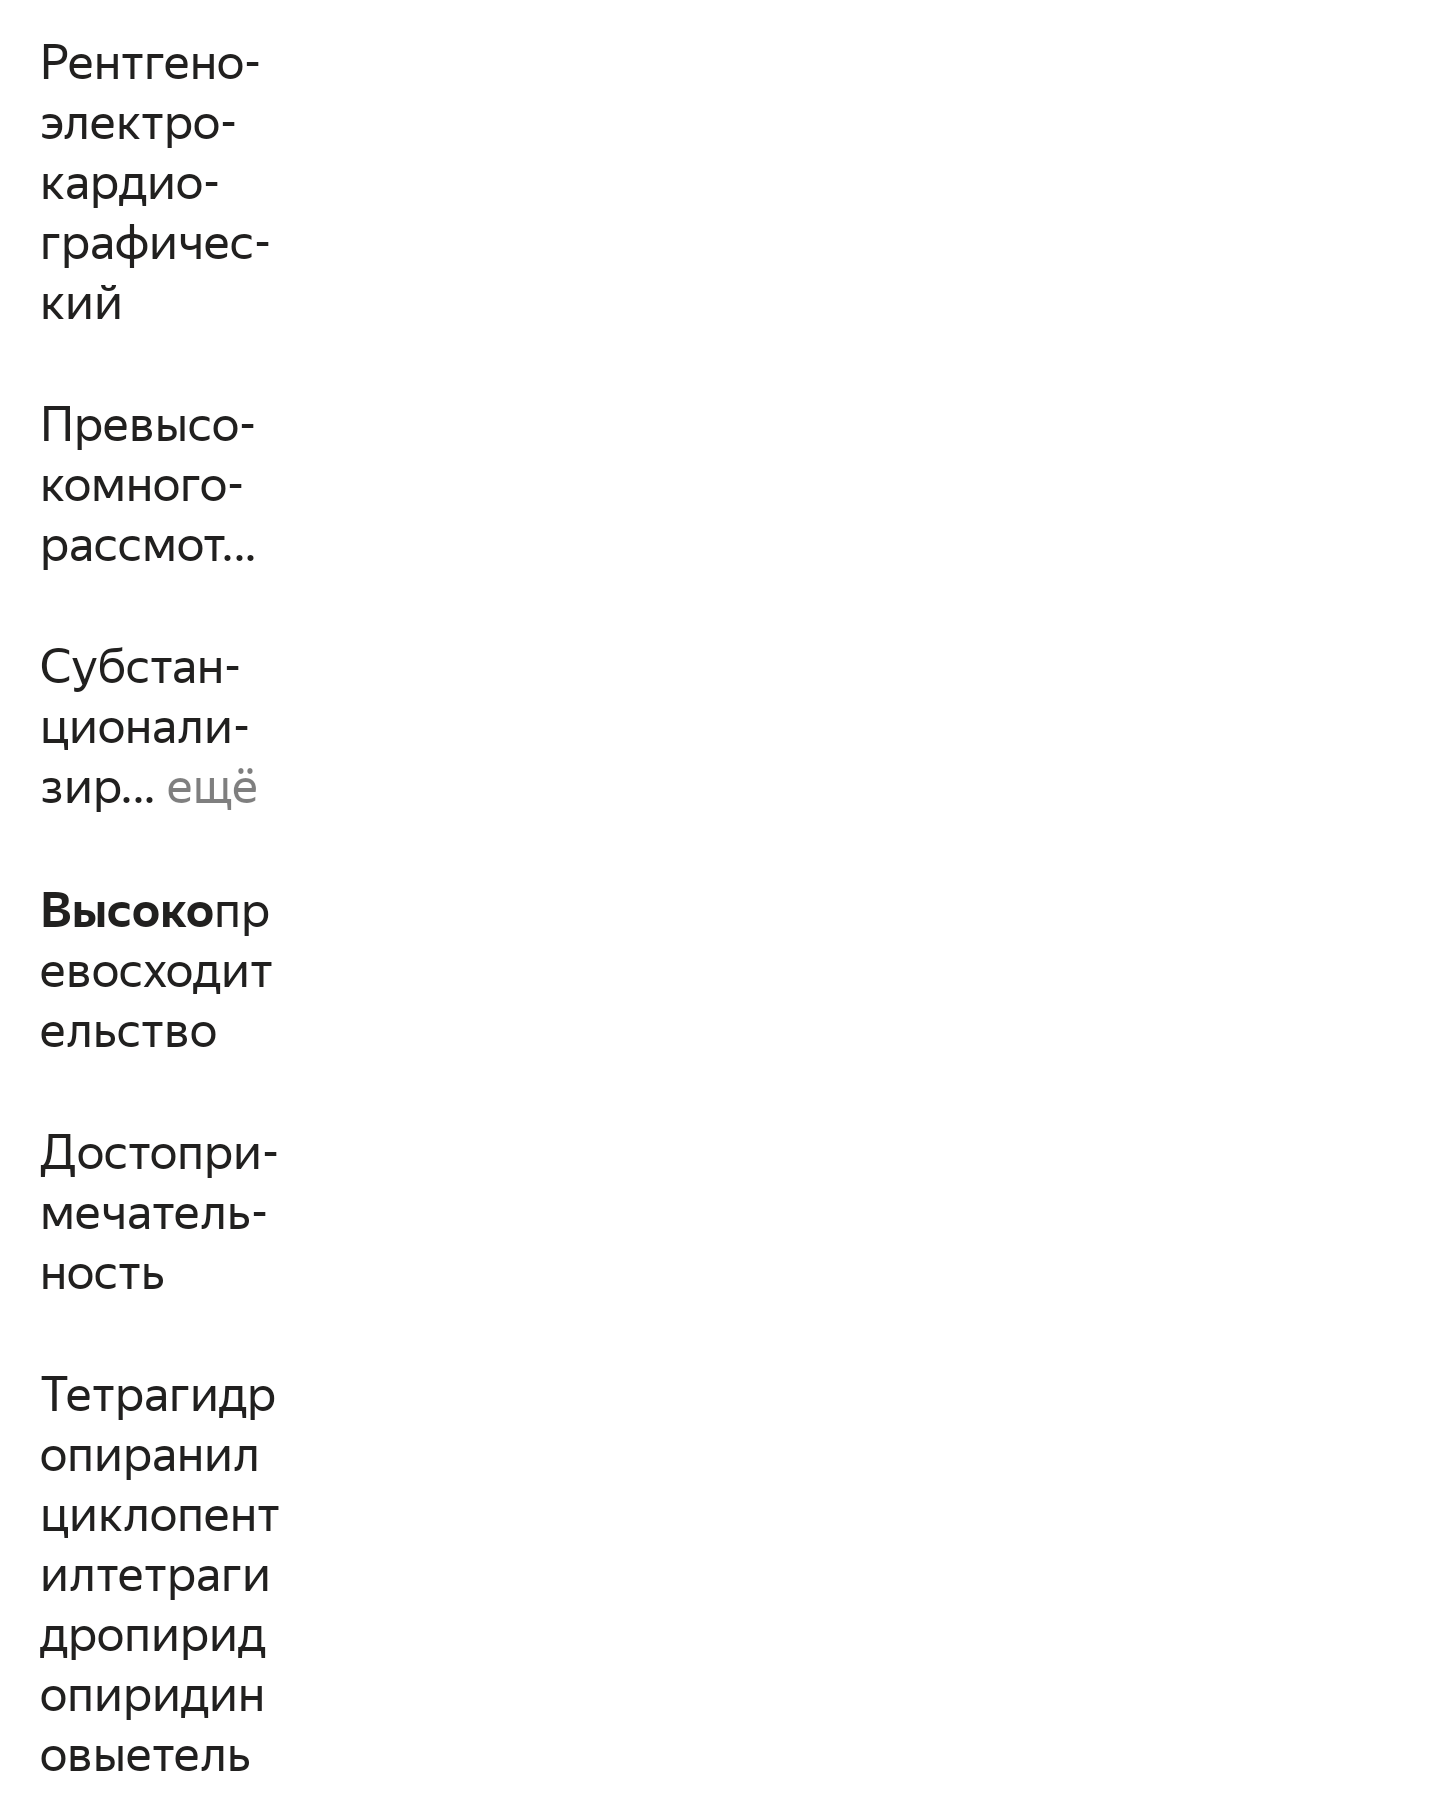 Рентгено-
электро-
кардио-
графичес-
кий
Превысо-
комного-
рассмот...
Субстан-
ционали-
зир... ещё
Высокопр
евосходит
ельство
Достопри-
мечатель-
ность
Тетрагидр
опиранил
циклопент
илтетраги
дропирид
опиридин
овыетель